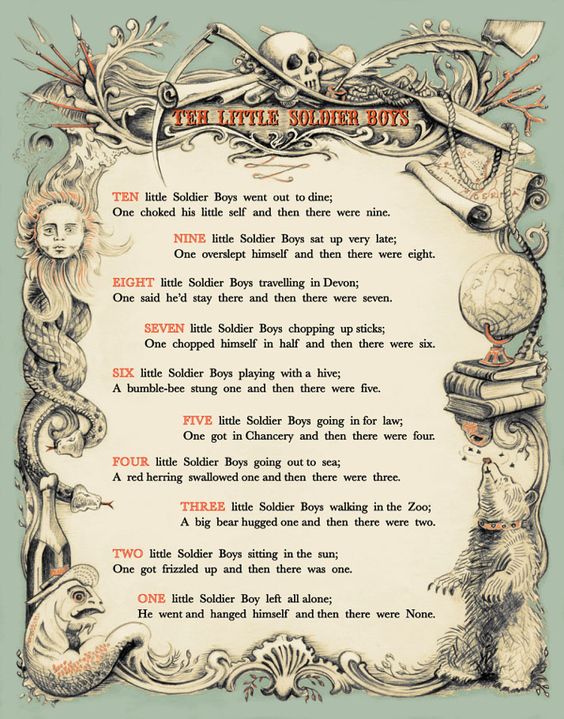 TEN LITTLE SOLDIER BOYS
TEN little Soldier Boys went out to dine;
One choked his little self and then there were nine.
NINE little Soldier Boys sat up very late;
One overslept himself and then there were eight.
EIGHT little Soldier Boys travelling in Devon;
One said he'd stay there and then there were seven.
SEVEN little Soldier Boys chopping up sticks;
One chopped himself in half and then there were six.
SIX little Soldier Boys playing with a hive;
A bumble-bee stung one and then there were five.
FIVE little Soldier Boys going in for law;
One got in Chancery and then there were four.
FOUR little Soldier Boys going out to sea;
A red herring swallowed one and then there were three.
THREE little Soldier Boys walking in the Zoo;
A big bear hugged one and then there were two.
TWO little Soldier Boys sitting in the sun;
One got frizzled up and then there was one.
ONE little Soldier Boy left all alone;
He went and hanged himself and then there were None.